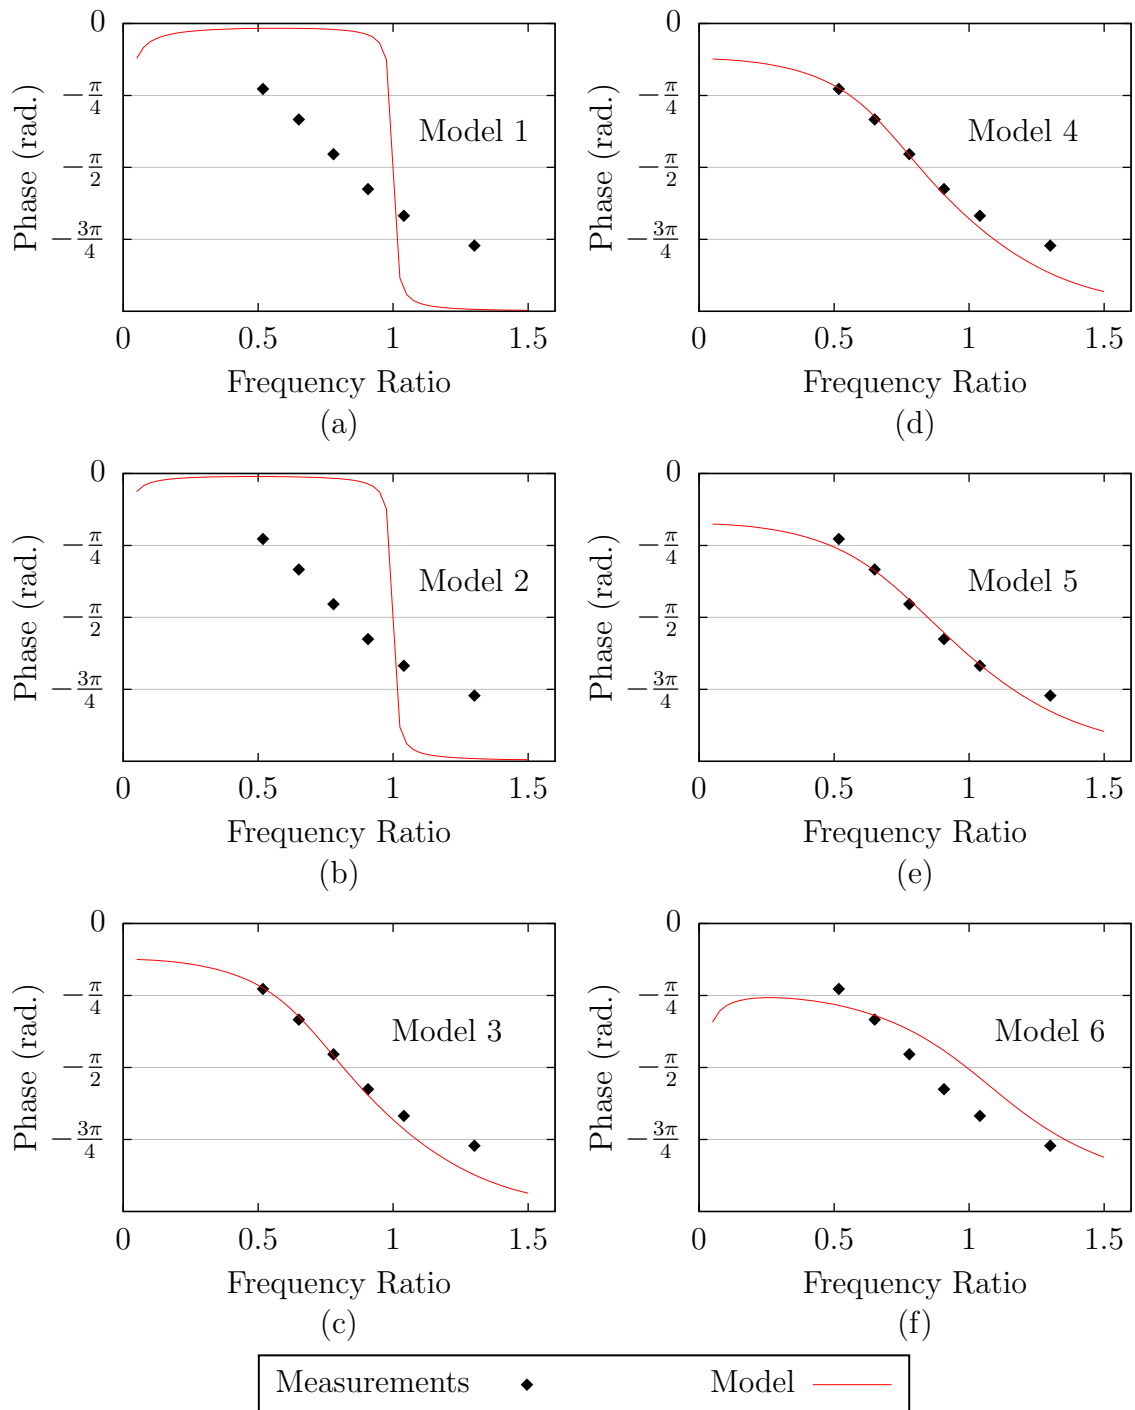 0
−π/4
−π/2
−3π/4
Phase (rad.)
Model 1
0 0.5 1 1.5
Frequency Ratio
(a)
0
−π/4
−π/2
−3π/4
Phase (rad.)
Model 4
0 0.5 1 1.5
Frequency Ratio
(d)
0
−π/4
−π/2
−3π/4
Phase (rad.)
Model 2
0 0.5 1 1.5
Frequency Ratio
(b)
0
−π/4
−π/2
−3π/4
Phase (rad.)
Model 5
0 0.5 1 1.5
Frequency Ratio
(e)
0
−π/4
−π/2
−3π/4
Phase (rad.)
Model 3
0 0.5 1 1.5
Frequency Ratio
(c)
0
−π/4
−π/2
−3π/4
Phase (rad.)
Model 6
0 0.5 1 1.5
Frequency Ratio
(f)
Measurements Model